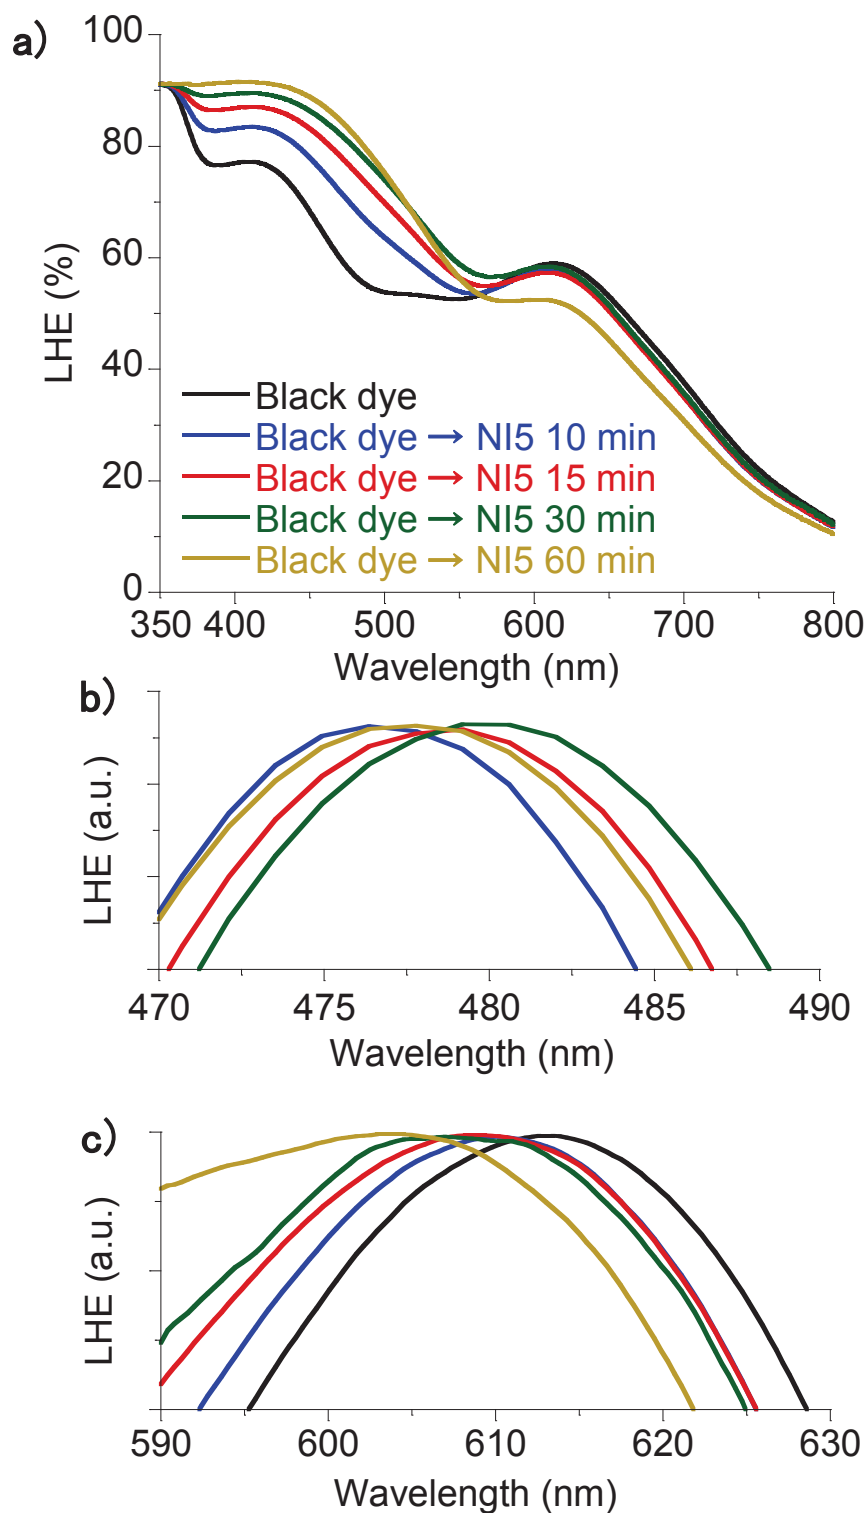 a)
100
80
60
40
20
0
LHE (%)
Black dye
Black dye → NI5 10 min
Black dye → NI5 15 min
Black dye → NI5 30 min
Black dye → NI5 60 min
350 400 500 600 700 800
Wavelength (nm)
b)
LHE (a.u.)
470 475 480 485 490
Wavelength (nm)
c)
LHE (a.u.)
590 600 610 620 630
Wavelength (nm)